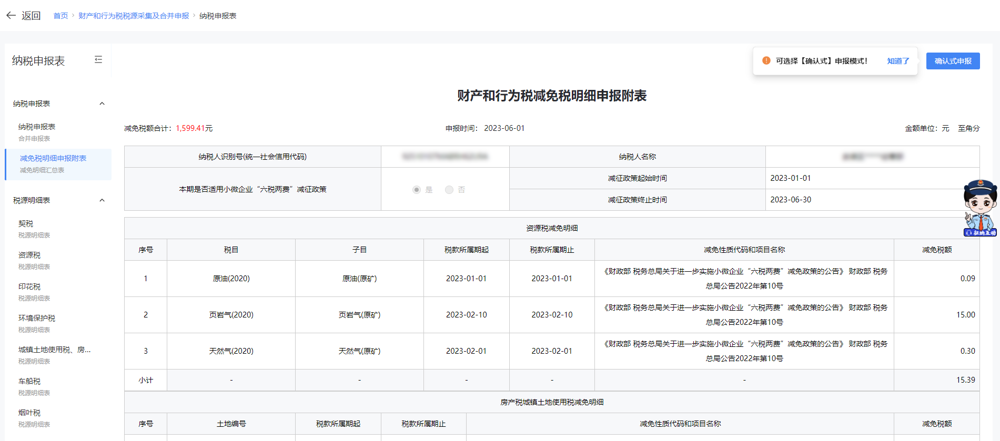 返回 首页 › 财产和行为税税源采集及合并申报 › 纳税申报表
纳税申报表
可选择【确认式】申报模式！ 知道了 确认式申报
纳税申报表
纳税申报表
合并申报表
减免税明细申报附表
减免明细汇总表
税源明细表
契税
税源明细表
资源税
税源明细表
印花税
税源明细表
环境保护税
税源明细表
城镇土地使用税、房...
税源明细表
车船税
税源明细表
烟叶税
税源明细表
财产和行为税减免税明细申报附表
减免税额合计：1,599.41元 申报时间： 2023-06-01 金额单位：元 至角分
纳税人识别号(统一社会信用代码) 纳税人名称
本期是否适用小微企业“六税两费”减征政策 是 否 减征政策起始时间 2023-01-01
减征政策终止时间 2023-06-30
征纳互动
资源税减免明细
序号 税目 子目 税款所属期起 税款所属期止 减免性质代码和项目名称 减免税额
1 原油(2020) 原油(原矿) 2023-01-01 2023-01-01 《财政部 税务总局关于进一步实施小微企业“六税两费”减免政策的公告》 财政部 税务
总局公告2022年第10号 0.09
2 页岩气(2020) 页岩气(原矿) 2023-02-10 2023-02-10 《财政部 税务总局关于进一步实施小微企业“六税两费”减免政策的公告》 财政部 税务
总局公告2022年第10号 15.00
3 天然气(2020) 天然气(原矿) 2023-02-01 2023-02-01 《财政部 税务总局关于进一步实施小微企业“六税两费”减免政策的公告》 财政部 税务
总局公告2022年第10号 0.30
小计 - - - - - 15.39
房产税城镇土地使用税减免明细
序号 土地编号 税款所属期起 税款所属期止 减免性质代码和项目名称 减免税额